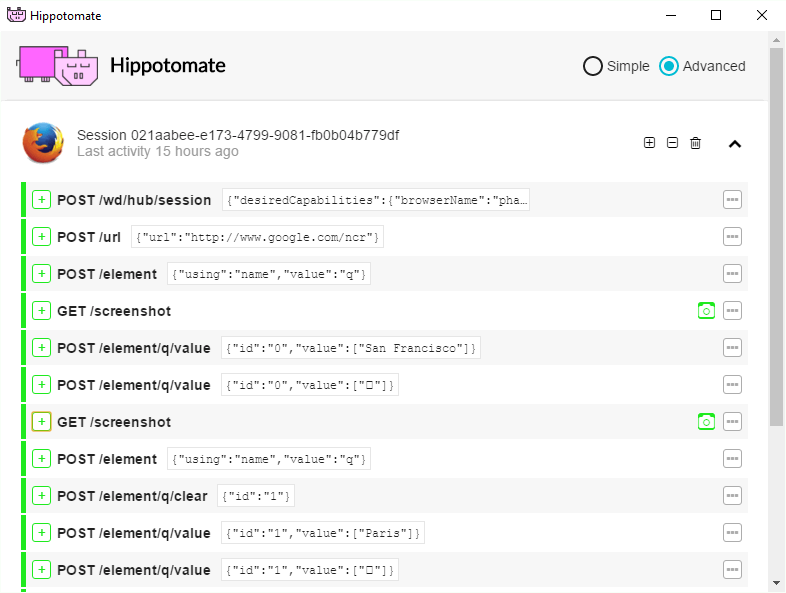 Hippotomate
Hippotomate
Simple Advanced
Session 021aabee-e173-4799-9081-fb0b04b779df
Last activity 15 hours ago
POST /wd/hub/session {"desiredCapabilities":{"browserName":"pha…
POST /url {"url":"http://www.google.com/ncr"}
POST /element {"using":"name","value":"q"}
GET /screenshot
POST /element/q/value {"id":"0","value":["San Francisco"]}
POST /element/q/value {"id":"0","value":["▯"]}
GET /screenshot
POST /element {"using":"name","value":"q"}
POST /element/q/clear {"id":"1"}
POST /element/q/value {"id":"1","value":["Paris"]}
POST /element/q/value {"id":"1","value":["▯"]}